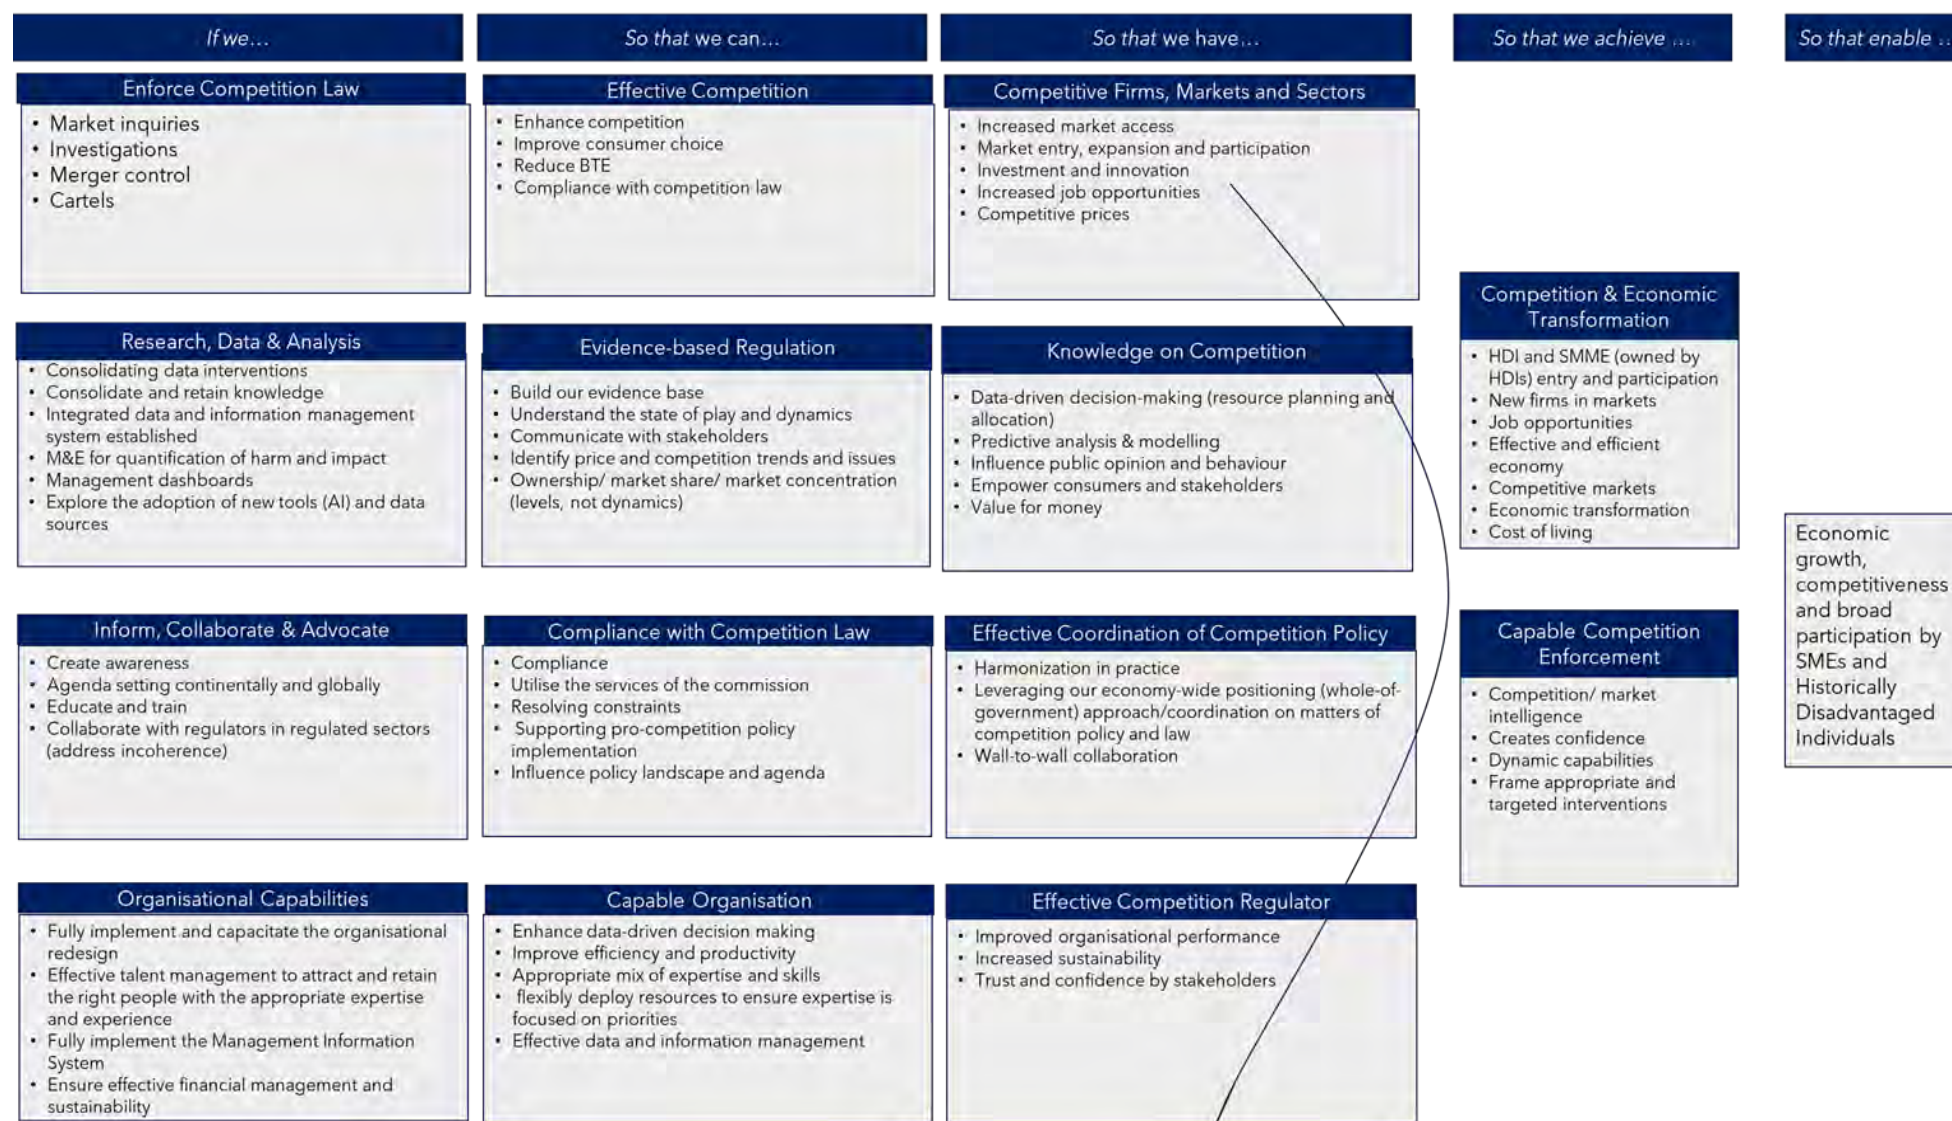 If we…
So that we can…
So that we have…
So that we achieve ….
So that enable …
Enforce Competition Law
• Market inquiries
• Investigations
• Merger control
• Cartels
Effective Competition
• Enhance competition
• Improve consumer choice
• Reduce BTE
• Compliance with competition law
Competitive Firms, Markets and Sectors
• Increased market access
• Market entry, expansion and participation
• Investment and innovation
• Increased job opportunities
• Competitive prices
Research, Data & Analysis
• Consolidating data interventions
• Consolidate and retain knowledge
• Integrated data and information management
system established
• M&E for quantification of harm and impact
• Management dashboards
• Explore the adoption of new tools (AI) and data
sources
Evidence-based Regulation
• Build our evidence base
• Understand the state of play and dynamics
• Communicate with stakeholders
• Identify price and competition trends and issues
• Ownership/ market share/ market concentration
(levels, not dynamics)
Knowledge on Competition
• Data-driven decision-making (resource planning and
allocation)
• Predictive analysis & modelling
• Influence public opinion and behaviour
• Empower consumers and stakeholders
• Value for money
Competition & Economic
Transformation
• HDI and SMME (owned by
HDIs) entry and participation
• New firms in markets
• Job opportunities
• Effective and efficient
economy
• Competitive markets
• Economic transformation
• Cost of living
Inform, Collaborate & Advocate
• Create awareness
• Agenda setting continentally and globally
• Educate and train
• Collaborate with regulators in regulated sectors
(address incoherence)
Compliance with Competition Law
• Compliance
• Utilise the services of the commission
• Resolving constraints
• Supporting pro-competition policy
implementation
• Influence policy landscape and agenda
Effective Coordination of Competition Policy
• Harmonization in practice
• Leveraging our economy-wide positioning (whole-of-
government) approach/coordination on matters of
competition policy and law
• Wall-to-wall collaboration
Capable Competition
Enforcement
• Competition/ market
intelligence
• Creates confidence
• Dynamic capabilities
• Frame appropriate and
targeted interventions
Economic
growth,
competitiveness
and broad
participation by
SMEs and
Historically
Disadvantaged
Individuals
Organisational Capabilities
• Fully implement and capacitate the organisational
redesign
• Effective talent management to attract and retain
the right people with the appropriate expertise
and experience
• Fully implement the Management Information
System
• Ensure effective financial management and
sustainability
Capable Organisation
• Enhance data-driven decision making
• Improve efficiency and productivity
• Appropriate mix of expertise and skills
• flexibly deploy resources to ensure expertise is
focused on priorities
• Effective data and information management
Effective Competition Regulator
• Improved organisational performance
• Increased sustainability
• Trust and confidence by stakeholders